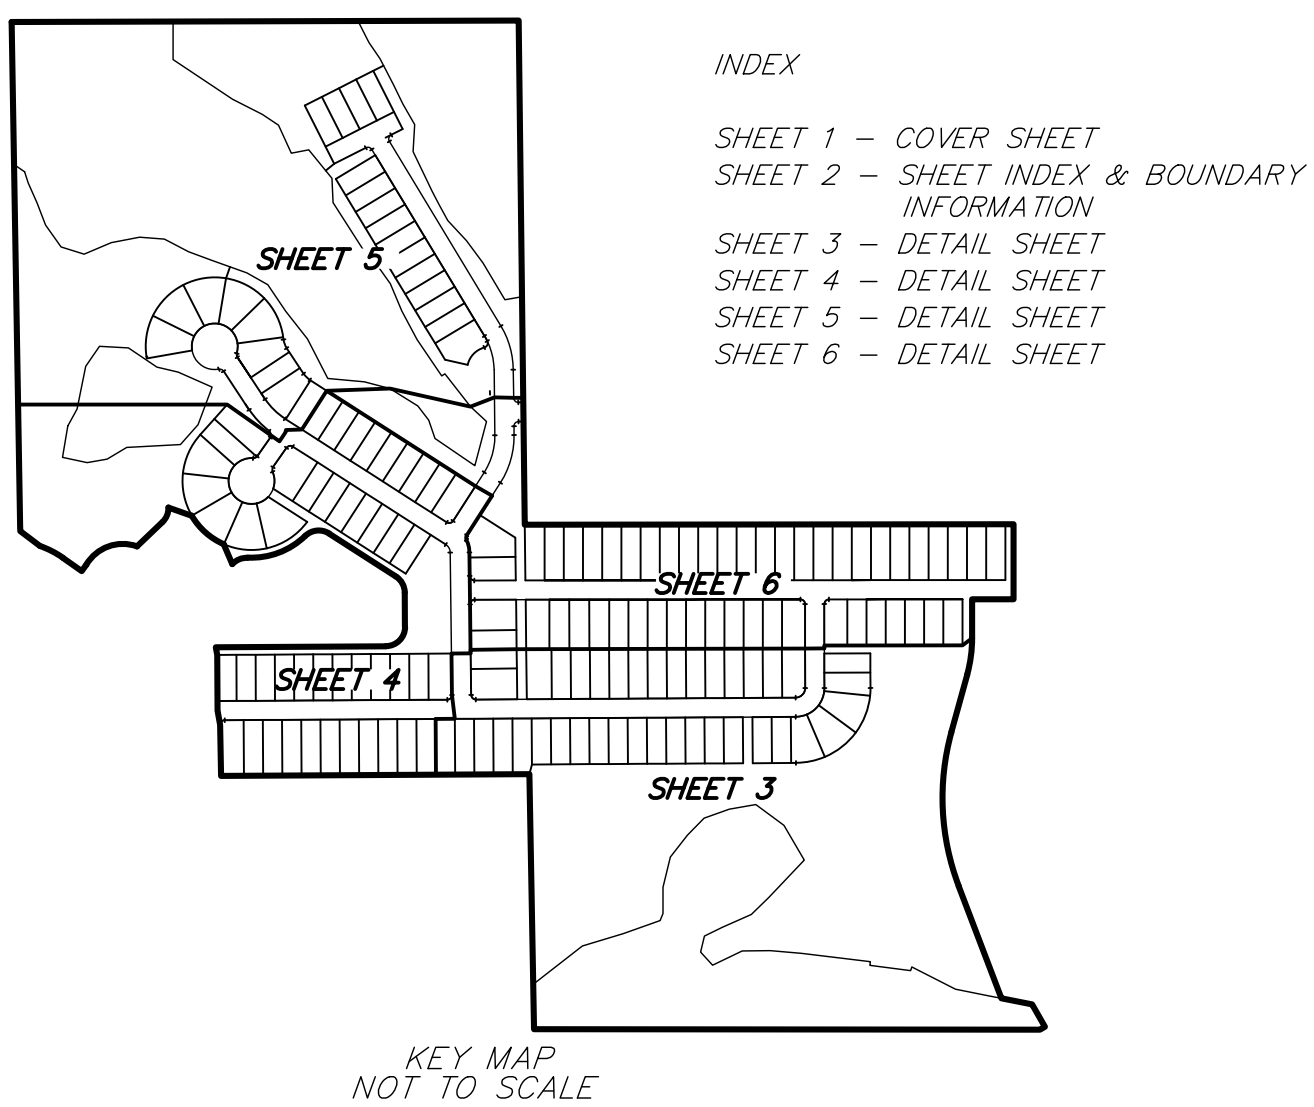 INDEX
SHEET 1 – COVER SHEET
SHEET 2 – SHEET INDEX & BOUNDARY
INFORMATION
SHEET 3 – DETAIL SHEET
SHEET 4 – DETAIL SHEET
SHEET 5 – DETAIL SHEET
SHEET 6 – DETAIL SHEET
SHEET 5
SHEET 6
SHEET 4
SHEET 3
KEY MAP
NOT TO SCALE